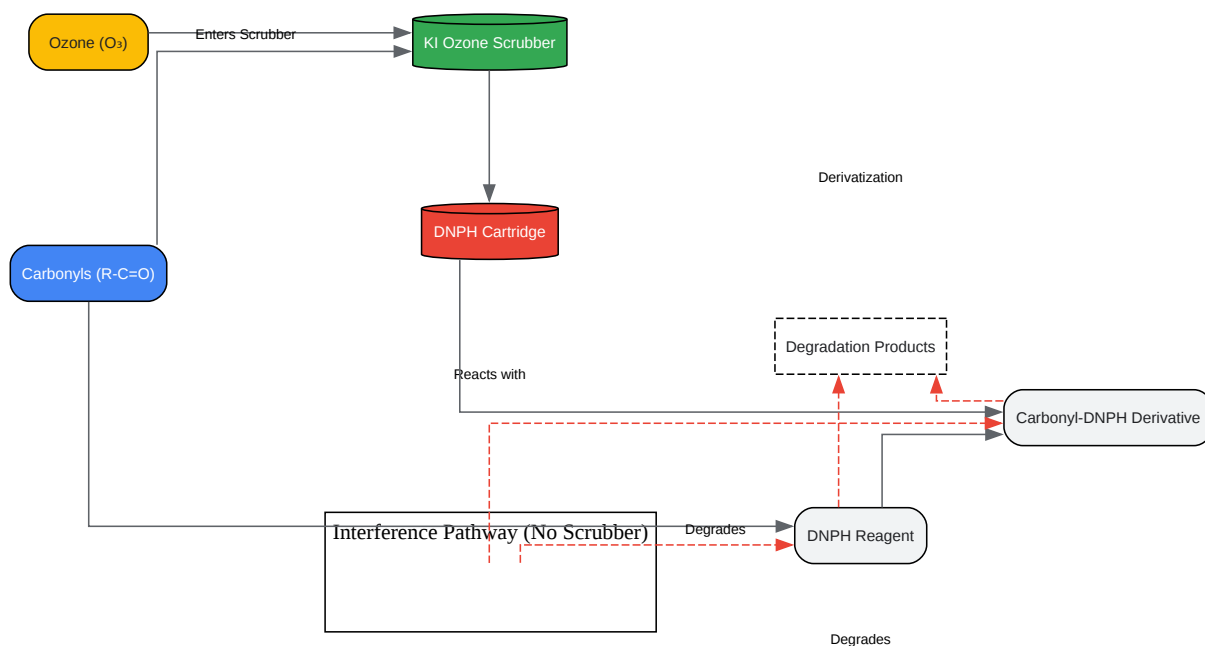 Ozone (O₃)
Enters Scrubber
KI Ozone Scrubber
Derivatization
DNPH Cartridge
Carbonyls (R-C=O)
Degradation Products
Reacts with
Carbonyl-DNPH Derivative
Interference Pathway (No Scrubber)
Degrades
DNPH Reagent
Degrades